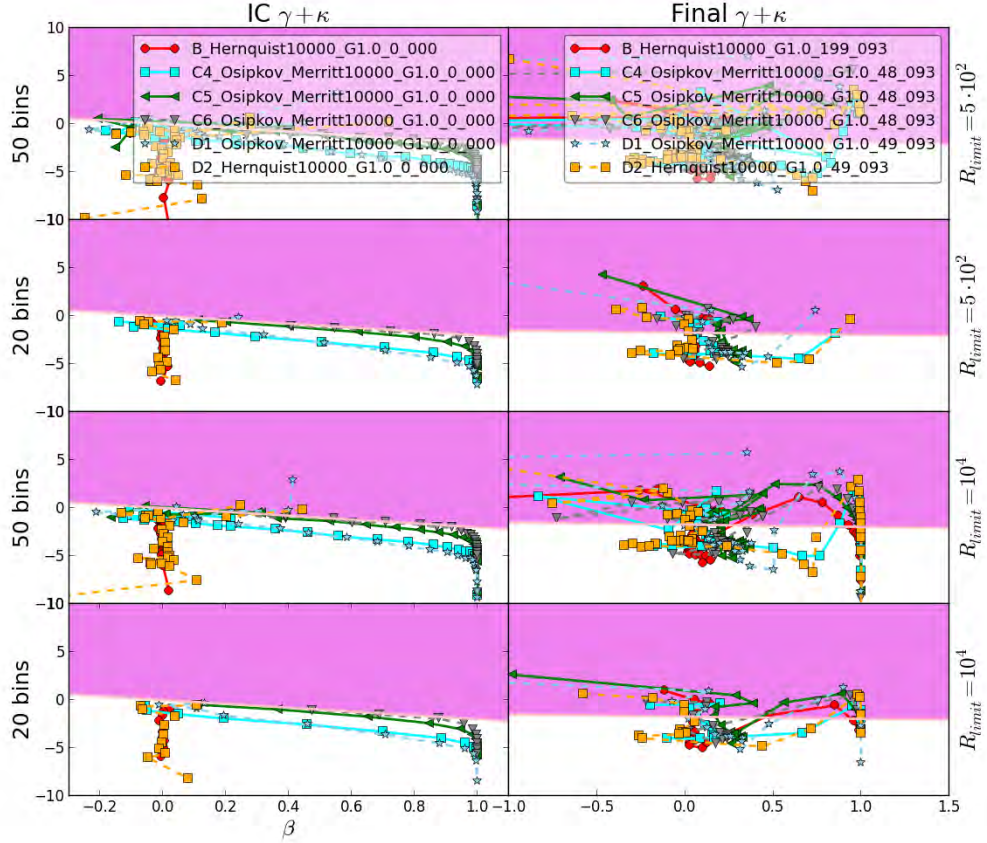 IC γ+κ
Final γ+κ
B_Hernquist10000_G1.0_0_000
C4_Osipkov_Merritt10000_G1.0_0_000
C5_Osipkov_Merritt10000_G1.0_0_000
C6_Osipkov_Merritt10000_G1.0_0_000
D1_Osipkov_Merritt10000_G1.0_0_000
D2_Hernquist10000_G1.0_0_000
B_Hernquist10000_G1.0_199_093
C4_Osipkov_Merritt10000_G1.0_48_093
C5_Osipkov_Merritt10000_G1.0_48_093
C6_Osipkov_Merritt10000_G1.0_48_093
D1_Osipkov_Merritt10000_G1.0_49_093
D2_Hernquist10000_G1.0_49_093
10
5
0
−5
−10
50 bins
R_limit = 5·10^2
5
0
−5
−10
20 bins
R_limit = 5·10^2
5
0
−5
−10
50 bins
R_limit = 10^4
5
0
−5
−10
20 bins
R_limit = 10^4
−0.2 0.0 0.2 0.4 0.6 0.8 1.0
−1.0 −0.5 0.0 0.5 1.0 1.5
β